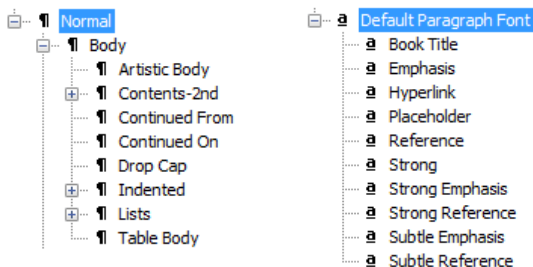 Normal
Body
Artistic Body
Contents-2nd
Continued From
Continued On
Drop Cap
Indented
Lists
Table Body
Default Paragraph Font
Book Title
Emphasis
Hyperlink
Placeholder
Reference
Strong
Strong Emphasis
Strong Reference
Subtle Emphasis
Subtle Reference